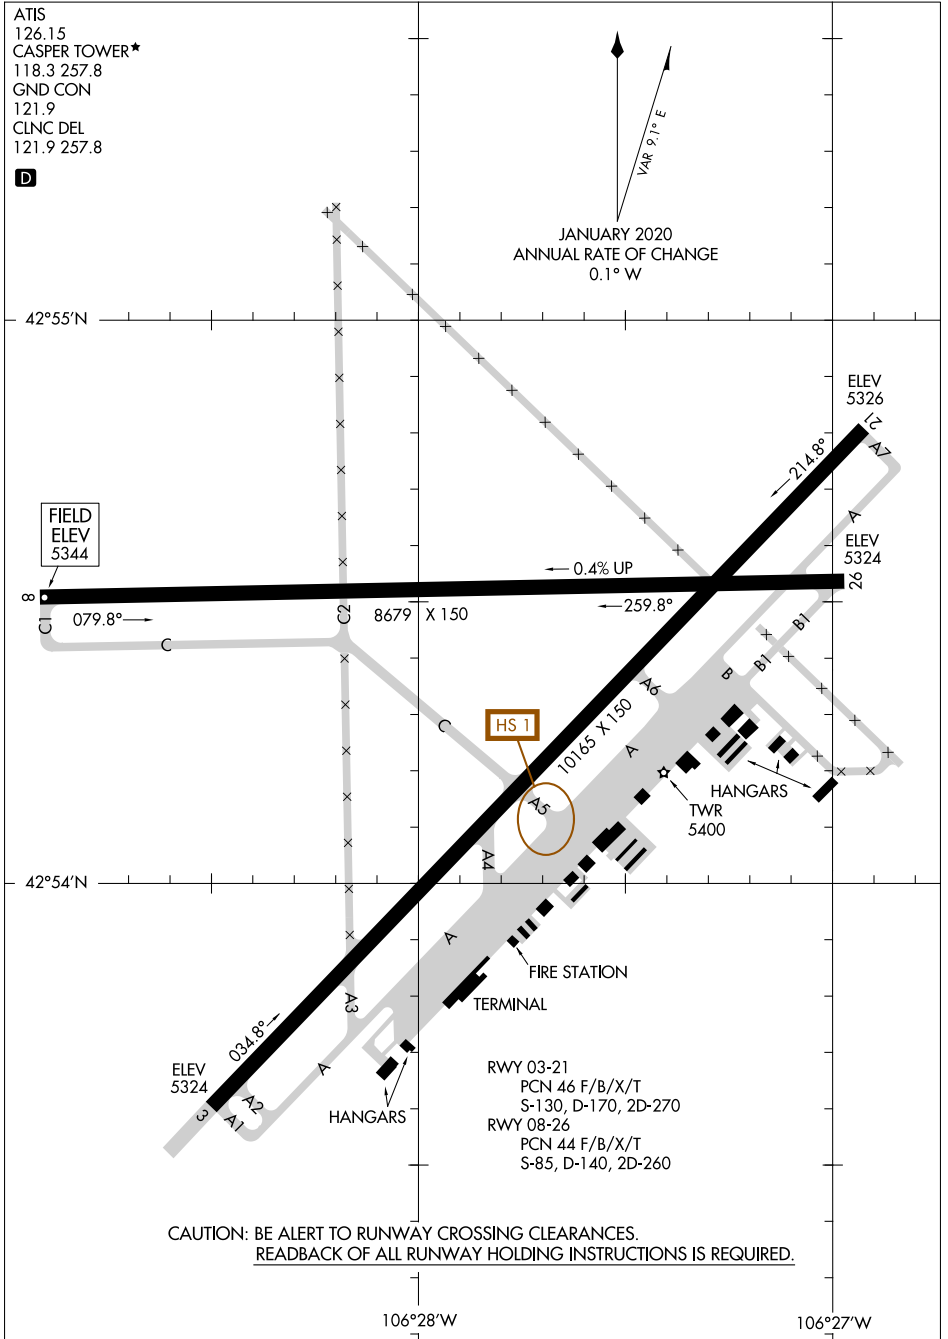 ATIS
126.15
CASPER TOWER★
118.3 257.8
GND CON
121.9
CLNC DEL
121.9 257.8
D
VAR 9.1° E
JANUARY 2020
ANNUAL RATE OF CHANGE
0.1° W
42°55'N
ELEV
5326
21
A7
214.8°
A
FIELD
ELEV
5344
ELEV
5324
26
0.4% UP
8
079.8°
8679 X 150
259.8°
C1
C2
C
B1
B1
B
A6
C
HS 1
10165 X 150
A
A5
HANGARS
TWR
5400
A4
42°54'N
A
FIRE STATION
TERMINAL
A3
034.8°
A
ELEV
5324
3
A2
A1
HANGARS
RWY 03-21
PCN 46 F/B/X/T
S-130, D-170, 2D-270
RWY 08-26
PCN 44 F/B/X/T
S-85, D-140, 2D-260
CAUTION: BE ALERT TO RUNWAY CROSSING CLEARANCES.
READBACK OF ALL RUNWAY HOLDING INSTRUCTIONS IS REQUIRED.
106°28'W
106°27'W